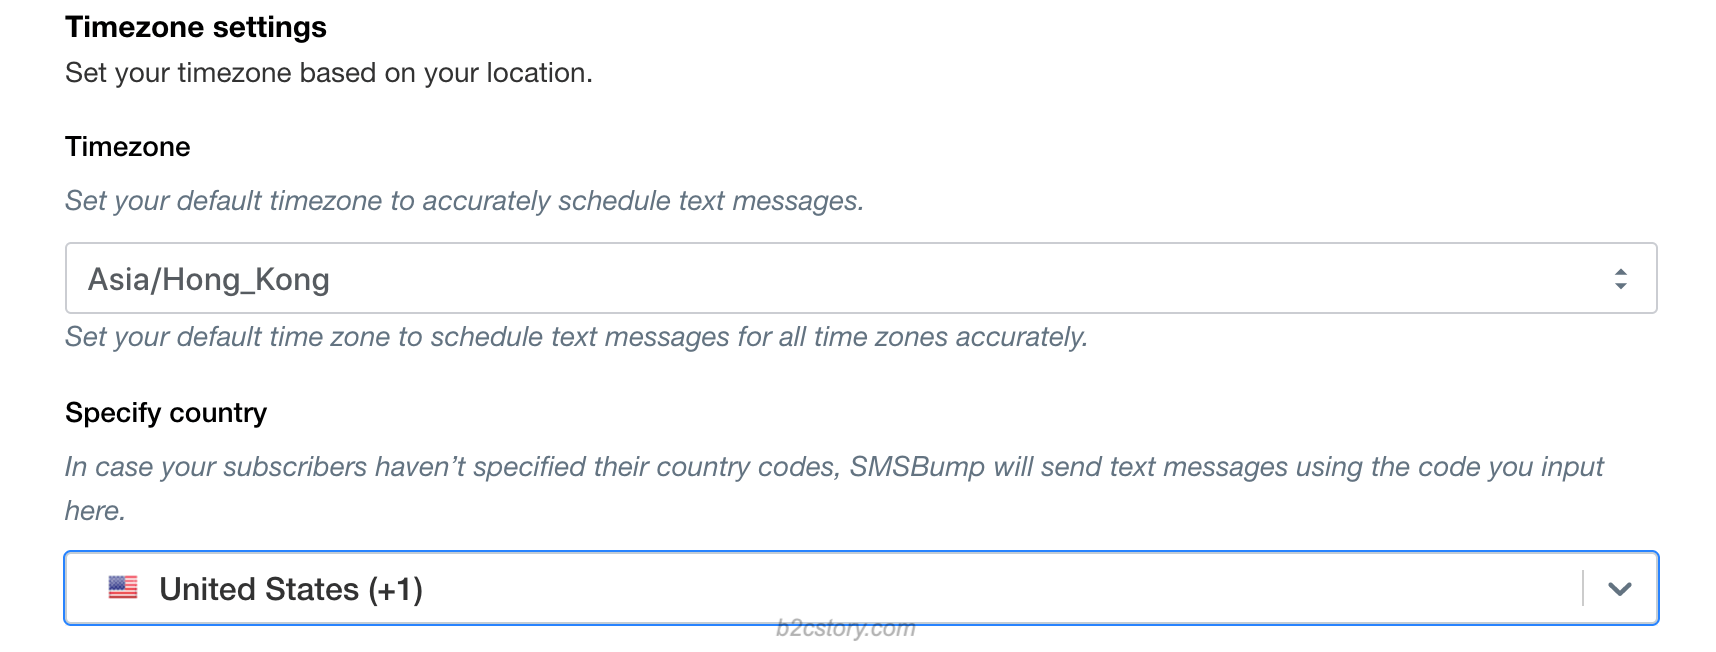 Timezone settings
Set your timezone based on your location.
Timezone
Set your default timezone to accurately schedule text messages.
Asia/Hong_Kong
Set your default time zone to schedule text messages for all time zones accurately.
Specify country
In case your subscribers haven’t specified their country codes, SMSBump will send text messages using the code you input
here.
United States (+1)
b2cstory.com